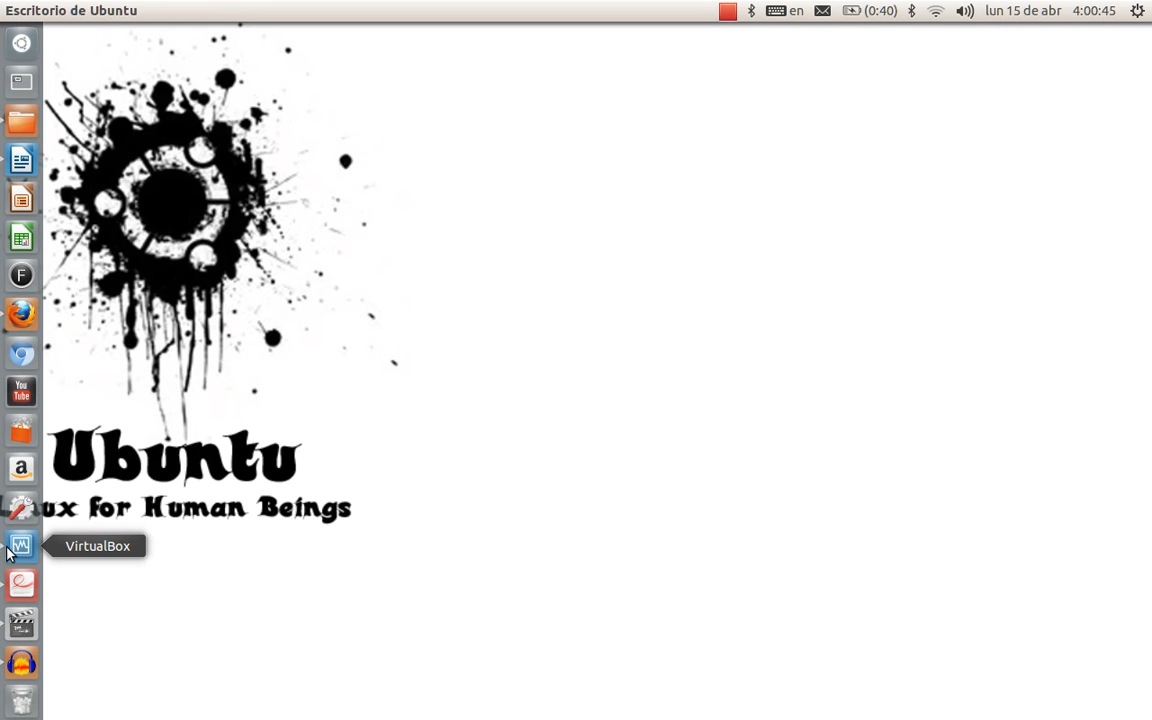 Escritorio de Ubuntu
en
(0:40)
lun 15 de abr
4:00:45
F
You
Tube
a
Ubuntu
Linux for Human Beings
VirtualBox